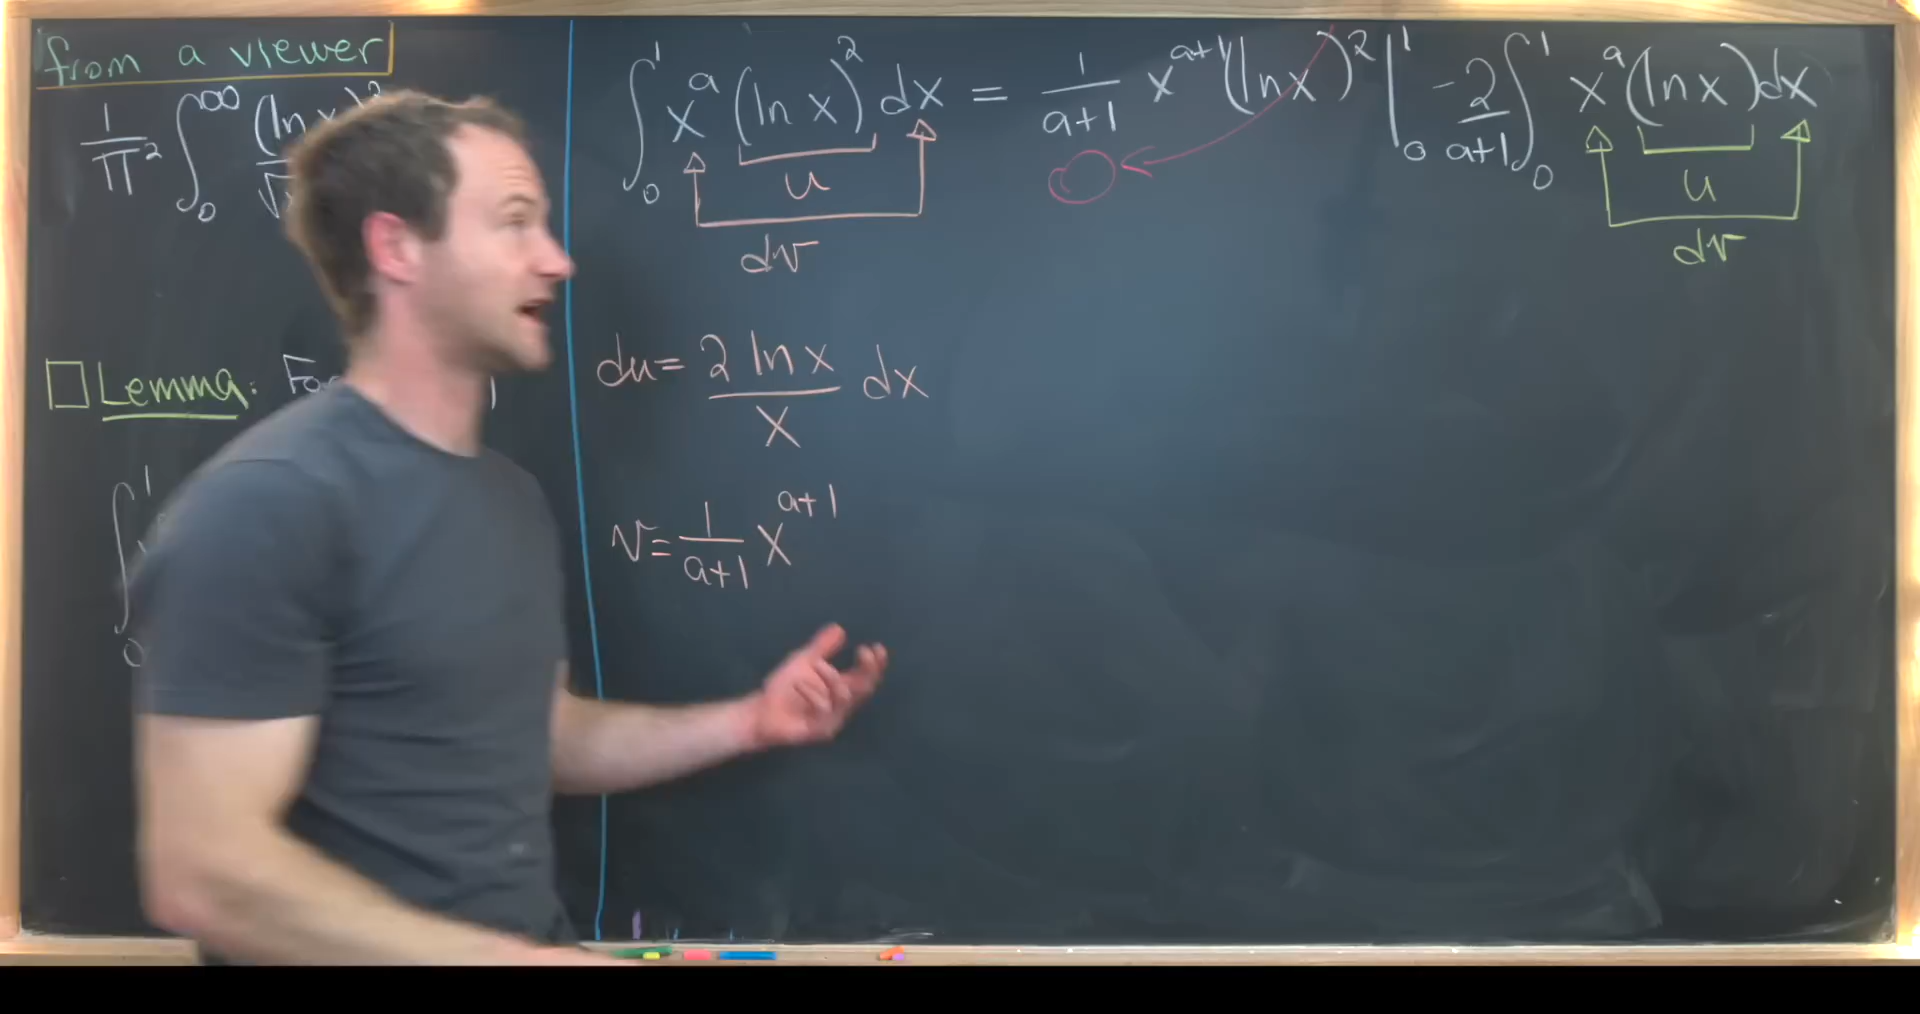 from a viewer
1/π² ∫₀^∞ (ln x)² / √
□ Lemma:
∫₀¹
∫₀¹ x^a (ln x)² dx = 1/(a+1) x^(a+1) (ln x)² |₀¹ - 2/(a+1) ∫₀¹ x^a (ln x) dx
0
u
dv
u
dv
du = 2 ln x / x dx
v = 1/(a+1) x^(a+1)